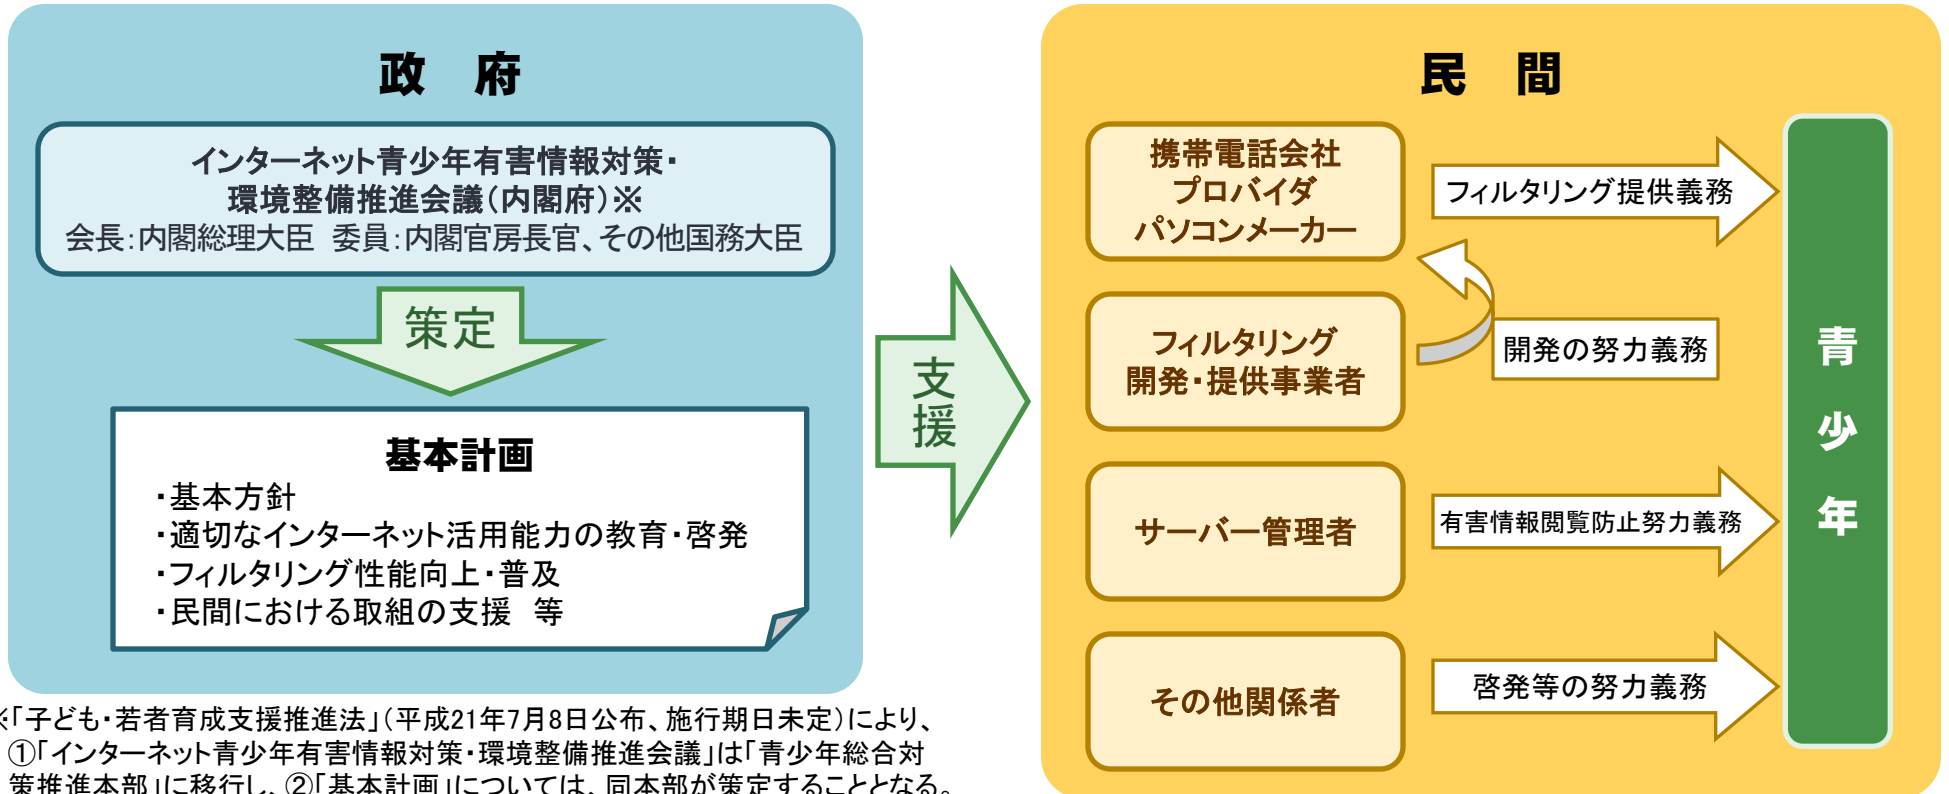 政　府
インターネット青少年有害情報対策・
環境整備推進会議(内閣府)※
会長:内閣総理大臣 委員:内閣官房長官、その他国務大臣
策定
基本計画
・基本方針
・適切なインターネット活用能力の教育・啓発
・フィルタリング性能向上・普及
・民間における取組の支援　等
※「子ども・若者育成支援推進法」(平成21年7月8日公布、施行期日未定)により、
①「インターネット青少年有害情報対策・環境整備推進会議」は「青少年総合対
策推進本部」に移行し、②「基本計画」については、同本部が策定することとなる。
支援
民　間
携帯電話会社
プロバイダ
パソコンメーカー
フィルタリング提供義務
フィルタリング
開発・提供事業者
開発の努力義務
サーバー管理者
有害情報閲覧防止努力義務
その他関係者
啓発等の努力義務
青少年